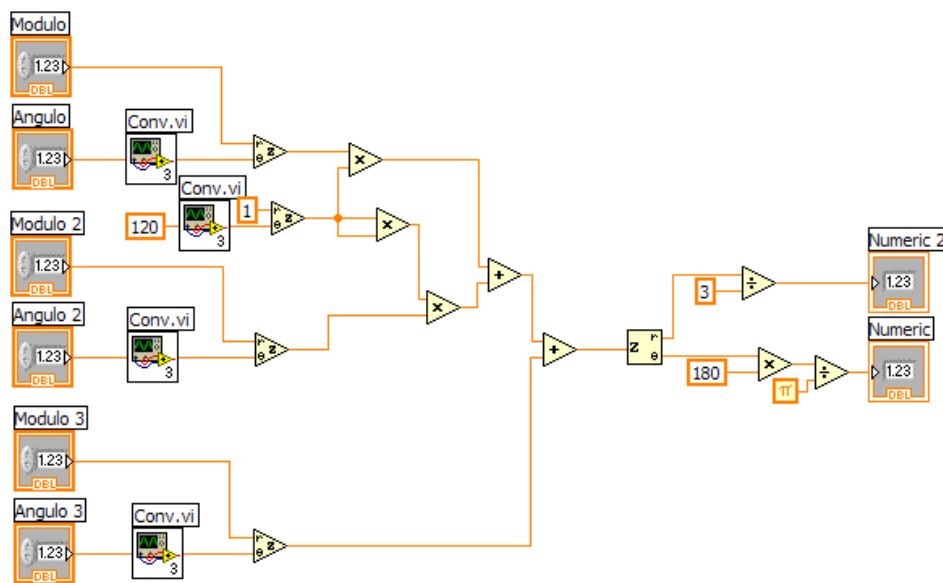 Modulo
1.23
DBL
Angulo
1.23
DBL
Conv.vi
3
r
θ z
×
Conv.vi
3
120
1
r
θ z
×
Modulo 2
1.23
DBL
Angulo 2
1.23
DBL
Conv.vi
3
r
θ z
×
+
+
Modulo 3
1.23
DBL
Angulo 3
1.23
DBL
Conv.vi
3
r
θ z
z r
θ
3
÷
Numeric 2
1.23
DBL
180
×
π
÷
Numeric
1.23
DBL